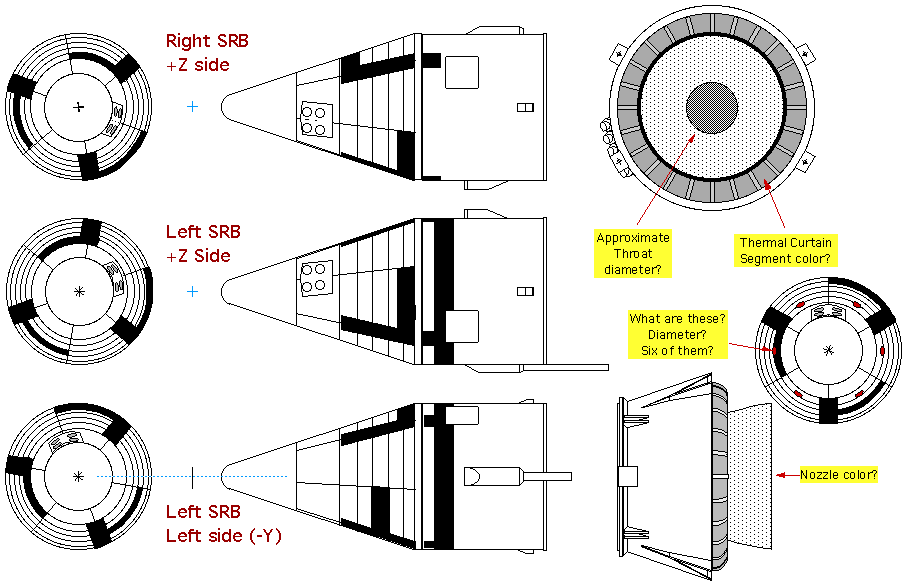 Right SRB
+Z side
Left SRB
+Z Side
Left SRB
Left side (-Y)
Approximate
Throat
diameter?
Thermal Curtain
Segment color?
What are these?
Diameter?
Six of them?
Nozzle color?